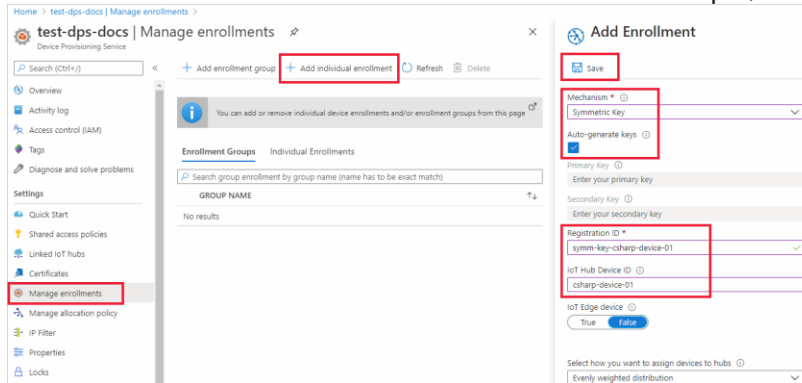 Home > test-dps-docs | Manage enrollments >
test-dps-docs | Manage enrollments
Device Provisioning Service
Search (Ctrl+/)
Overview
Activity log
Access control (IAM)
Tags
Diagnose and solve problems
Settings
Quick Start
Shared access policies
Linked IoT hubs
Certificates
Manage enrollments
Manage allocation policy
IP Filter
Properties
Locks
+ Add enrollment group + Add individual enrollment Refresh Delete
You can add or remove individual device enrollments and/or enrollment groups from this page
Enrollment Groups Individual Enrollments
Search group enrollment by group name (name has to be exact match)
GROUP NAME
No results
Add Enrollment
Save
Mechanism *
Symmetric Key
Auto-generate keys
Primary Key
Enter your primary key
Secondary Key
Enter your secondary key
Registration ID *
symm-key-csharp-device-01
IoT Hub Device ID
csharp-device-01
IoT Edge device
True False
Select how you want to assign devices to hubs
Evenly weighted distribution